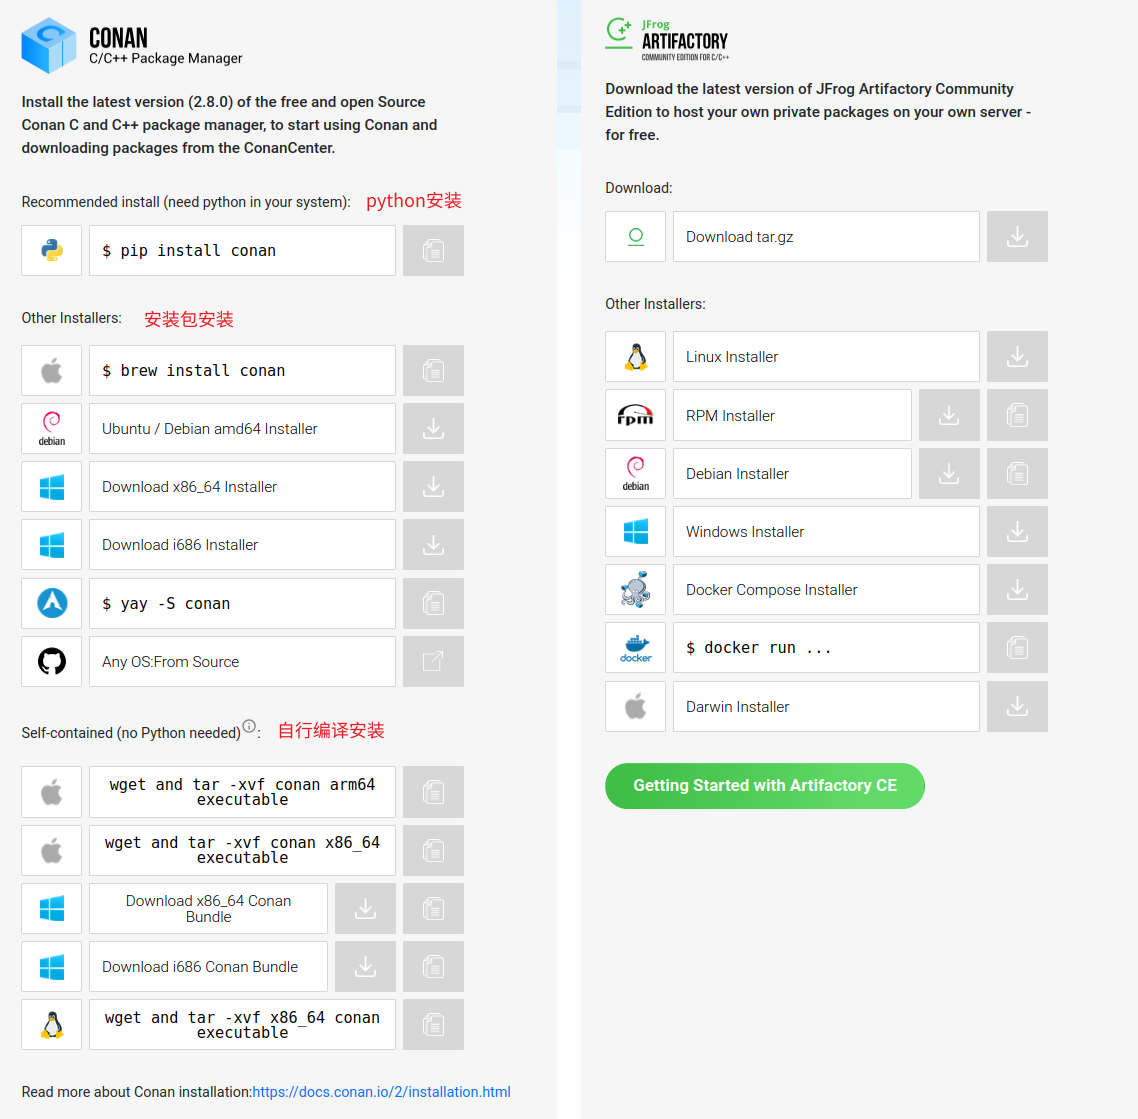 CONAN
C/C++ Package Manager
Install the latest version (2.8.0) of the free and open Source
Conan C and C++ package manager, to start using Conan and
downloading packages from the ConanCenter.
Recommended install (need python in your system): python安装
$ pip install conan
Other Installers: 安装包安装
$ brew install conan
debian
Ubuntu / Debian amd64 Installer
Download x86_64 Installer
Download i686 Installer
$ yay -S conan
Any OS:From Source
Self-contained (no Python needed) : 自行编译安装
wget and tar -xvf conan arm64
executable
wget and tar -xvf conan x86_64
executable
Download x86_64 Conan
Bundle
Download i686 Conan Bundle
wget and tar -xvf x86_64 conan
executable
Read more about Conan installation:https://docs.conan.io/2/installation.html
JFrog
ARTIFACTORY
COMMUNITY EDITION FOR C/C++
Download the latest version of JFrog Artifactory Community
Edition to host your own private packages on your own server -
for free.
Download:
Download tar.gz
Other Installers:
Linux Installer
rpm
RPM Installer
debian
Debian Installer
Windows Installer
Docker Compose Installer
docker
$ docker run ...
Darwin Installer
Getting Started with Artifactory CE